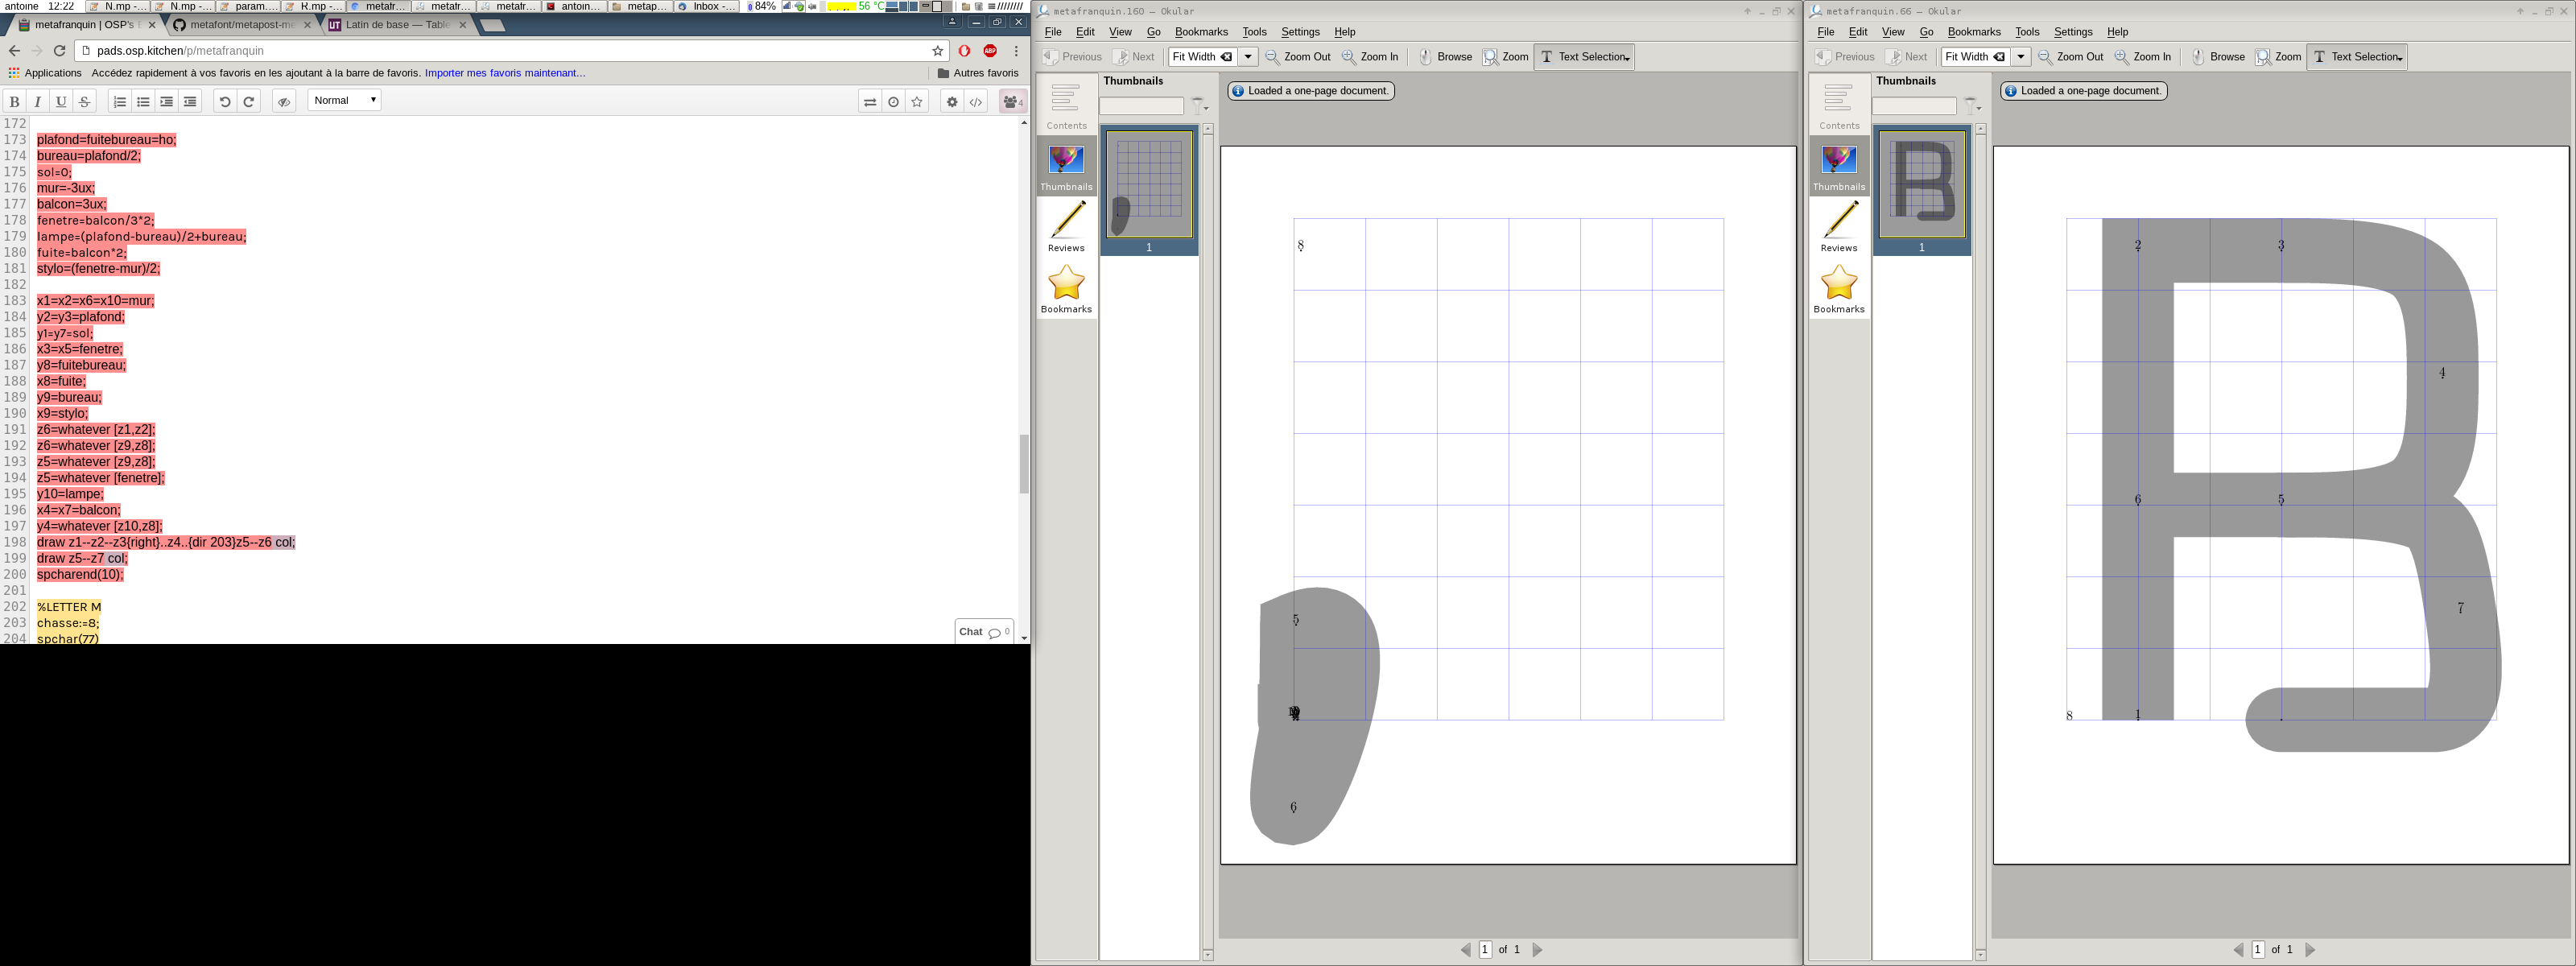 antoine 12:22 N.mp -... N.mp -... param.... R.mp -... metafr... metafr... metafr... antoin... metap... Inbox -... 84% 56 °C
metafranquin | OSP's
metafont/metapost-me
Latin de base — Table
pads.osp.kitchen/p/metafranquin
Applications Accédez rapidement à vos favoris en les ajoutant à la barre de favoris. Importer mes favoris maintenant... Autres favoris
B I U S Normal 4
172
173 plafond=fuitebureau=ho;
174 bureau=plafond/2;
175 sol=0;
176 mur=-3ux;
177 balcon=3ux;
178 fenetre=balcon/3*2;
179 lampe=(plafond-bureau)/2+bureau;
180 fuite=balcon*2;
181 stylo=(fenetre-mur)/2;
182
183 x1=x2=x6=x10=mur;
184 y2=y3=plafond;
185 y1=y7=sol;
186 x3=x5=fenetre;
187 y8=fuitebureau;
188 x8=fuite;
189 y9=bureau;
190 x9=stylo;
191 z6=whatever [z1,z2];
192 z6=whatever [z9,z8];
193 z5=whatever [z9,z8];
194 z5=whatever [fenetre];
195 y10=lampe;
196 x4=x7=balcon;
197 y4=whatever [z10,z8];
198 draw z1--z2--z3{right}..z4..{dir 203}z5--z6 col;
199 draw z5--z7 col;
200 spcharend(10);
201
202 %LETTER M
203 chasse:=8;
204 spchar(77)
Chat 0
metafranquin.160 — Okular
File Edit View Go Bookmarks Tools Settings Help
Previous Next Fit Width Zoom Out Zoom In Browse Zoom Text Selection
Thumbnails
Loaded a one-page document.
Contents
Thumbnails
Reviews
Bookmarks
1
8
5
6
1 of 1
metafranquin.66 — Okular
File Edit View Go Bookmarks Tools Settings Help
Previous Next Fit Width Zoom Out Zoom In Browse Zoom Text Selection
Thumbnails
Loaded a one-page document.
Contents
Thumbnails
Reviews
Bookmarks
1
2 3
4
6 5
7
8 1
1 of 1